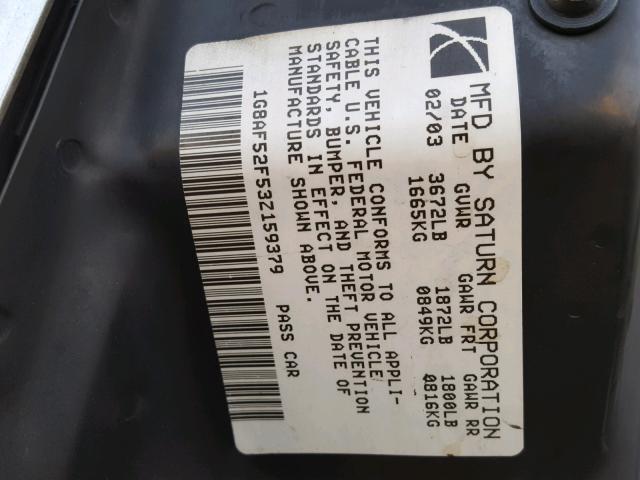 MFD BY SATURN CORPORATION
DATE GVWR GAWR FRT GAWR RR
02/03 3672LB 1872LB 1800LB
1665KG 0849KG 0816KG
THIS VEHICLE CONFORMS TO ALL APPLI-
CABLE U.S. FEDERAL MOTOR VEHICLE
SAFETY, BUMPER, AND THEFT PREVENTION
STANDARDS IN EFFECT ON THE DATE OF
MANUFACTURE SHOWN ABOVE.
1G8AF52F53Z159379 PASS CAR